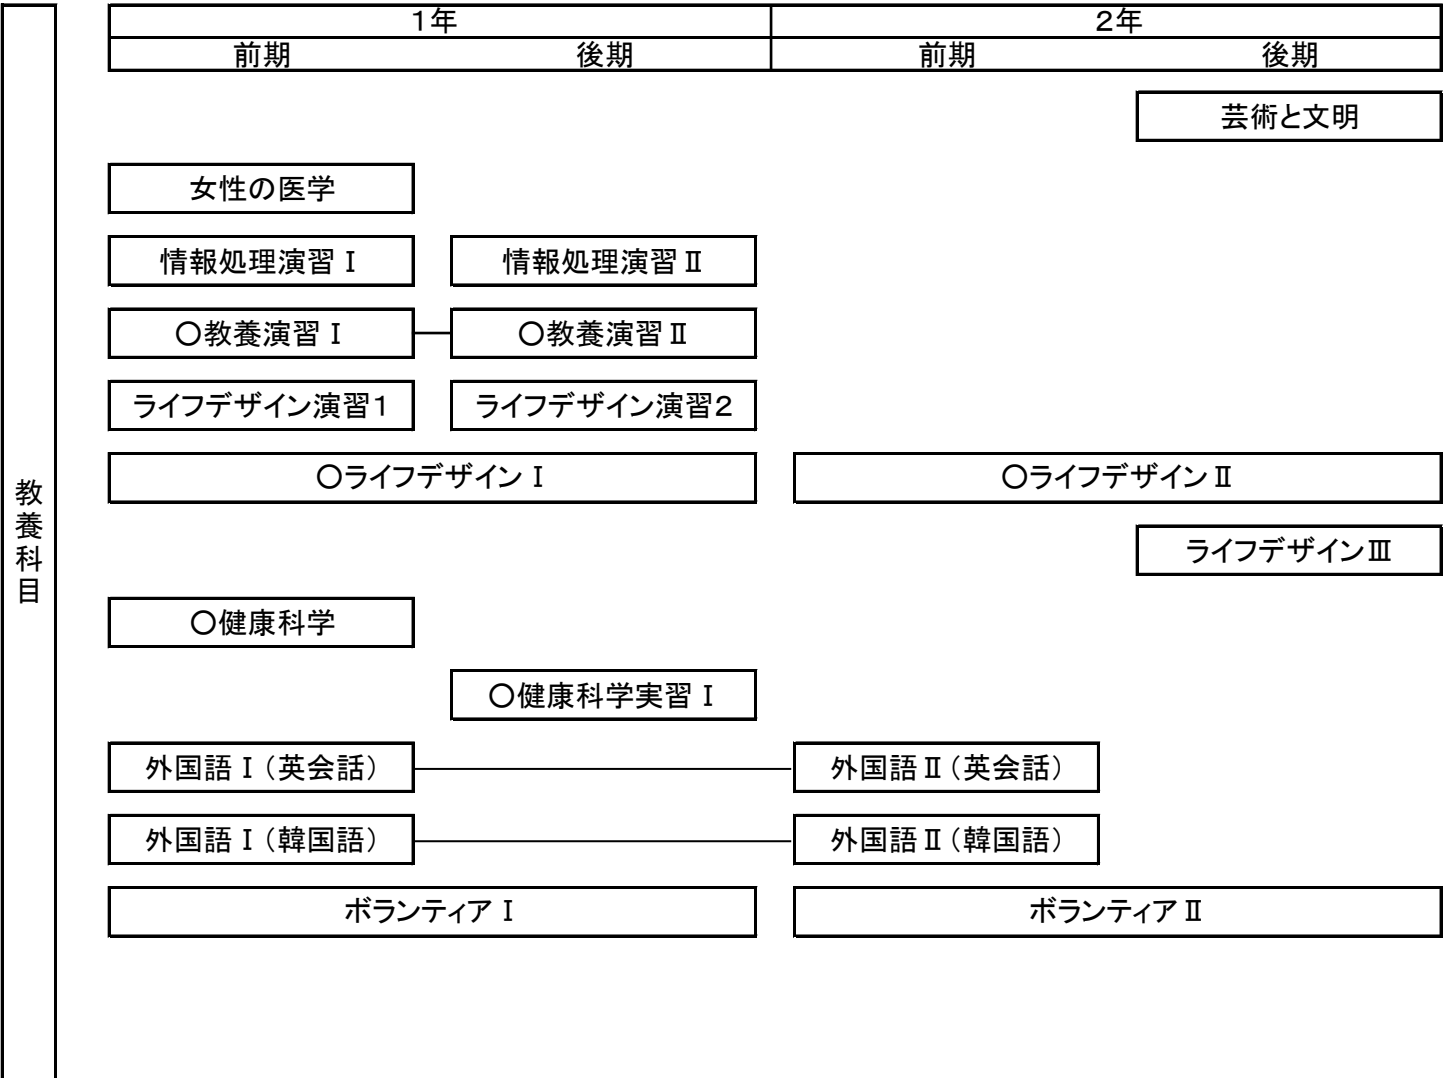 1年 2年
前期 後期 前期 後期
芸術と文明
女性の医学
情報処理演習Ⅰ 情報処理演習Ⅱ
○教養演習Ⅰ ○教養演習Ⅱ
ライフデザイン演習1 ライフデザイン演習2
○ライフデザインⅠ ○ライフデザインⅡ
教養科目
ライフデザインⅢ
○健康科学
○健康科学実習Ⅰ
外国語Ⅰ（英会話） 外国語Ⅱ（英会話）
外国語Ⅰ（韓国語） 外国語Ⅱ（韓国語）
ボランティアⅠ ボランティアⅡ